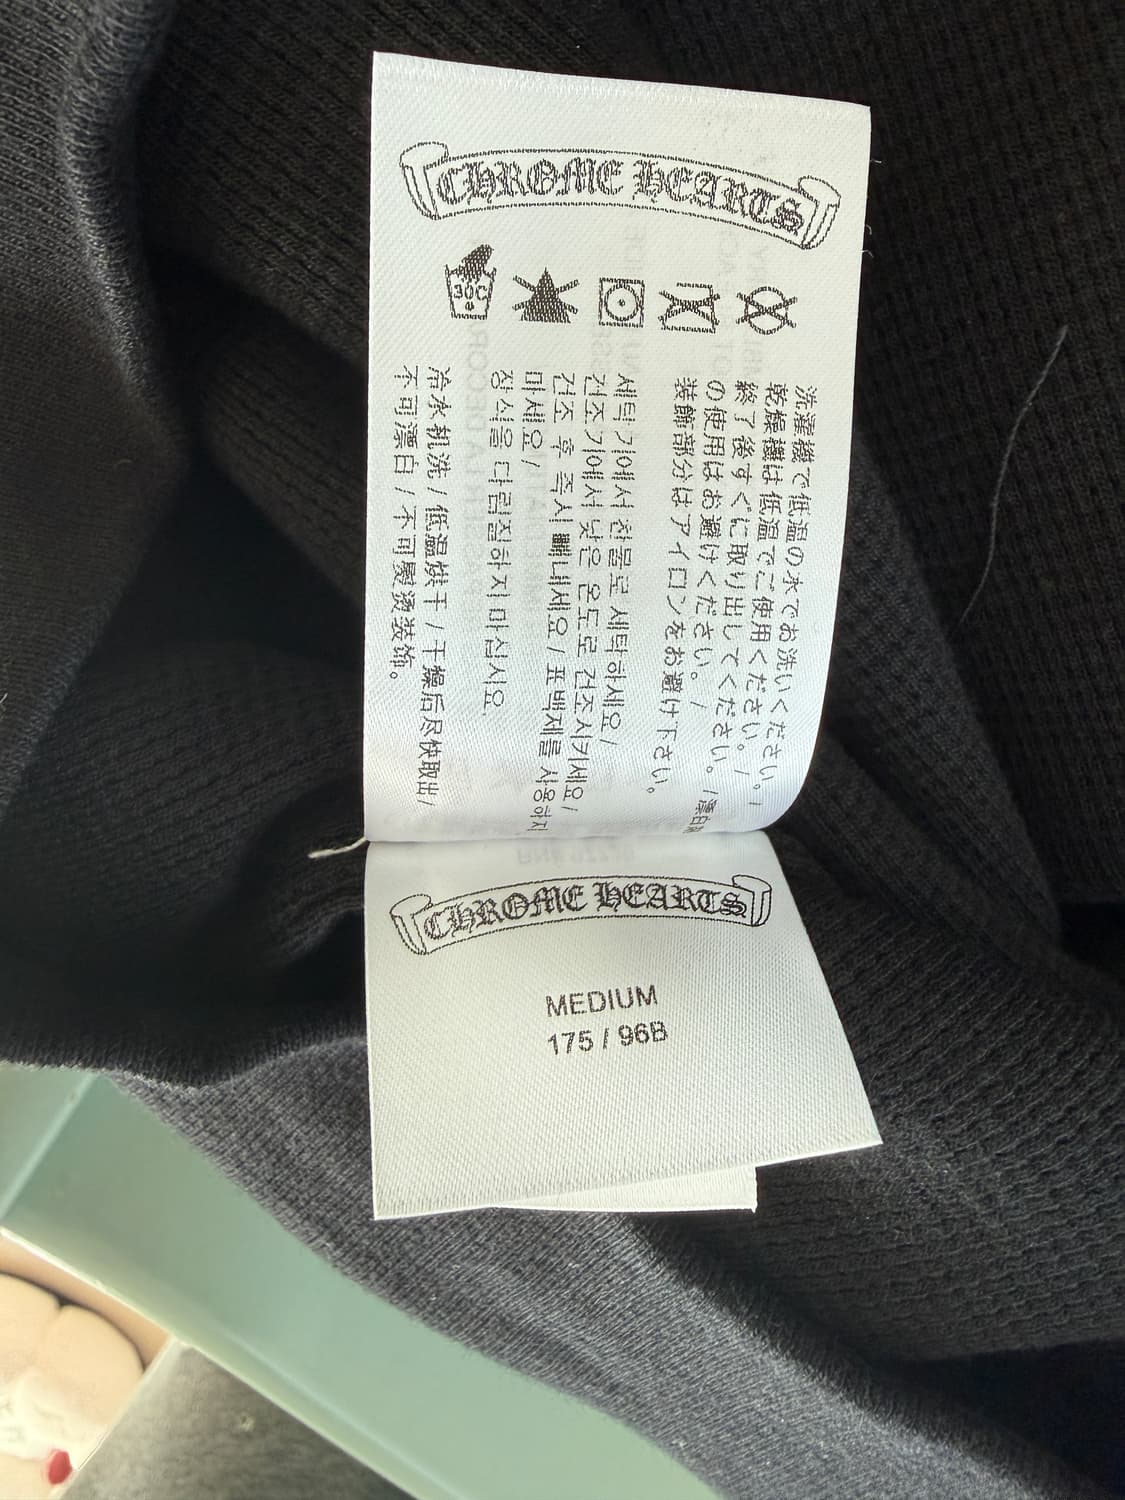 CHROME HEARTS
30C
洗濯機で低温の水でお洗いください。/
乾燥機は低温でご使用ください。/
終了後すぐに取り出してください。/漂白剤
の使用はお避けください。/
装飾部分はアイロンをお避け下さい。
세탁기에서 찬물로 세탁하세요/
건조기에서 낮은 온도로 건조시키세요/
건조 후 즉시 빼내세요/표백제를 사용하지
마세요/
장식을 다림질하지 마십시요.
冷水机洗/低温烘干/干燥后尽快取出/
不可漂白/不可熨烫装饰。
CHROME HEARTS
MEDIUM
175 / 96B